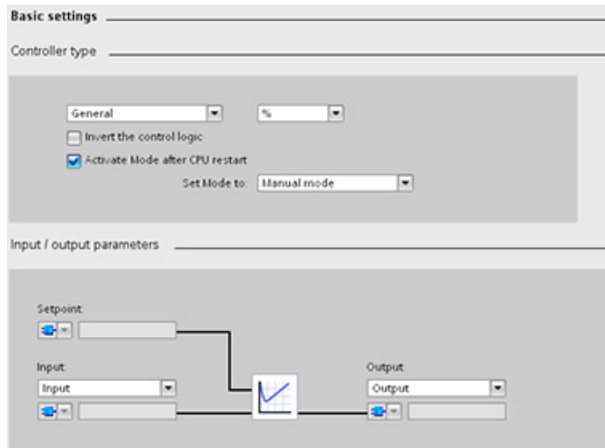 Basic settings
Controller type
General %
Invert the control logic
Activate Mode after CPU restart
Set Mode to: Manual mode
Input / output parameters
Setpoint:
Input: Output:
Input Output